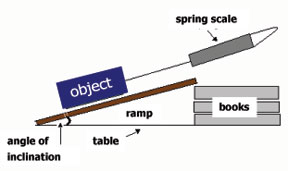 spring scale
object
ramp
books
angle of
inclination
table